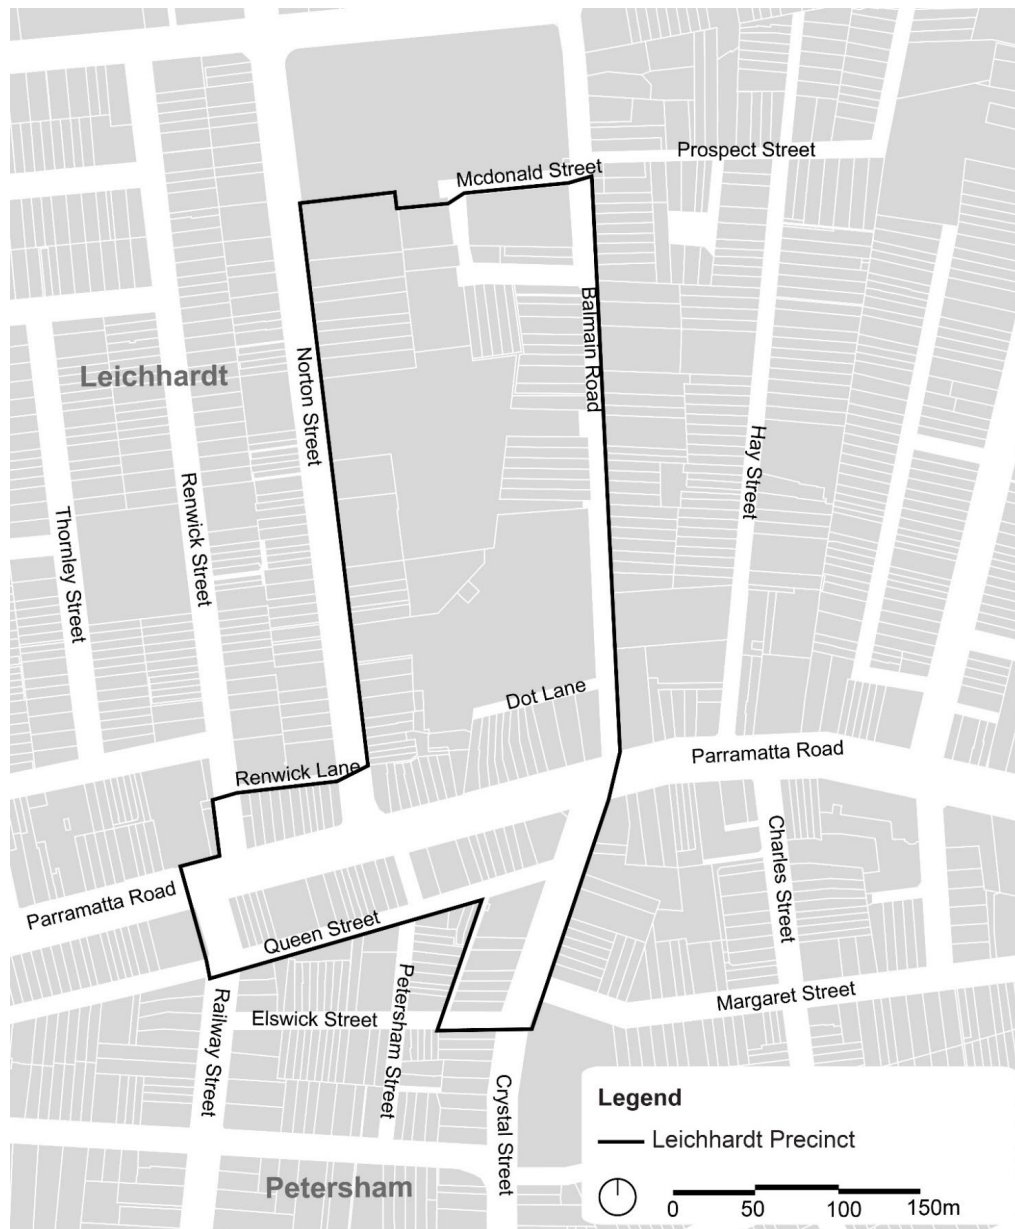 Prospect Street
Mcdonald Street
Balmain Road
Norton Street
Leichhardt
Hay Street
Renwick Street
Thornley Street
Dot Lane
Parramatta Road
Renwick Lane
Charles Street
Parramatta Road
Queen Street
Petersham Street
Margaret Street
Railway Street
Elswick Street
Crystal Street
Petersham
Legend
Leichhardt Precinct
0 50 100 150m